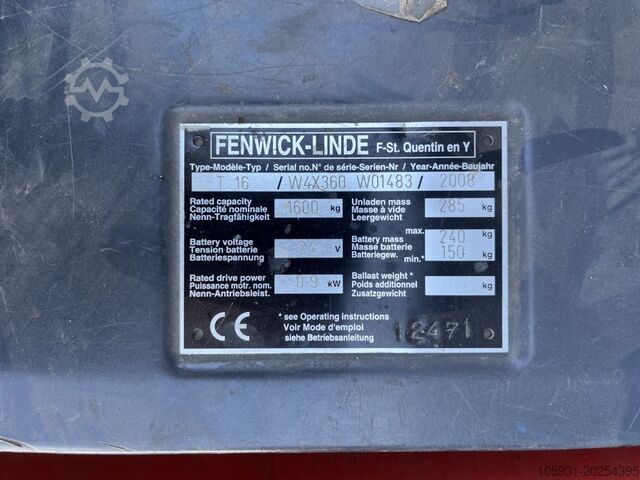 FENWICK-LINDE F-St. Quentin en Y
Type-Modèle-Typ / Serial no.N° de série-Serien-Nr / Year-Année-Baujahr
T 16 / W4X360 W01483 / 2008
Rated capacity
Capacité nominale
Nenn-Tragfähigkeit
1600 kg
Unladen mass
Masse à vide
Leergewicht
285 kg
Battery voltage
Tension batterie
Batteriespannung
24 V
max.
Battery mass
Masse batterie
Batteriegew. min.*
240
150 kg
Rated drive power
Puissance motr. nom.
Nenn-Antriebsleist.
0.9 kW
Ballast weight *
Poids additionnel
Zusatzgewicht
kg
CE
* see Operating instructions
Voir Mode d'emploi
siehe Betriebsanleitung
12471
105931-20254395